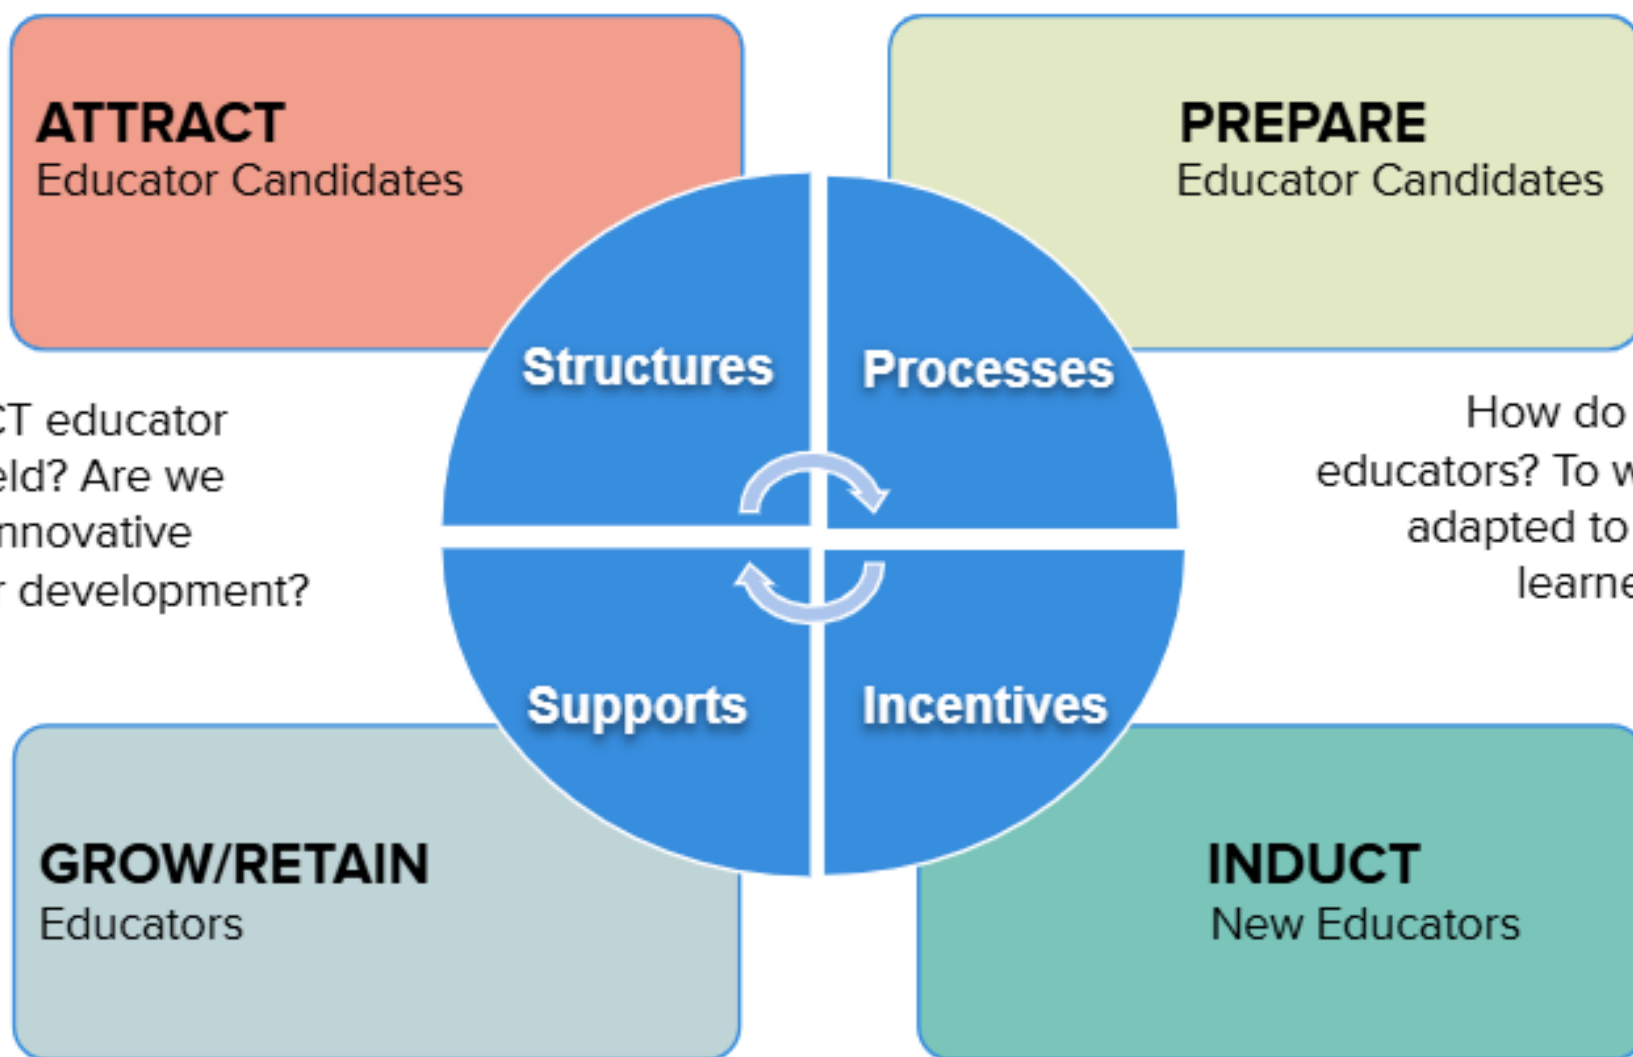 ATTRACT
Educator Candidates
PREPARE
Educator Candidates
Structures
Processes
educator
Are we
development?
How do
educators? To
adapted to
Supports
Incentives
GROW/RETAIN
Educators
INDUCT
New Educators